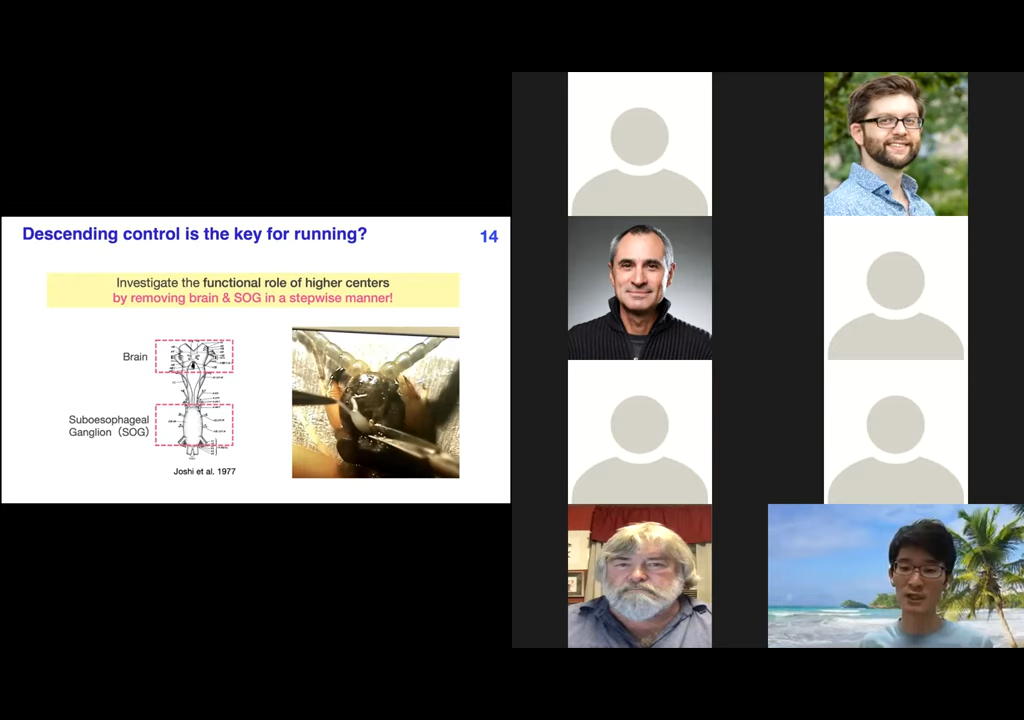 Descending control is the key for running?
14
Investigate the functional role of higher centers
by removing brain & SOG in a stepwise manner!
Brain
Suboesophageal
Ganglion (SOG)
Joshi et al. 1977